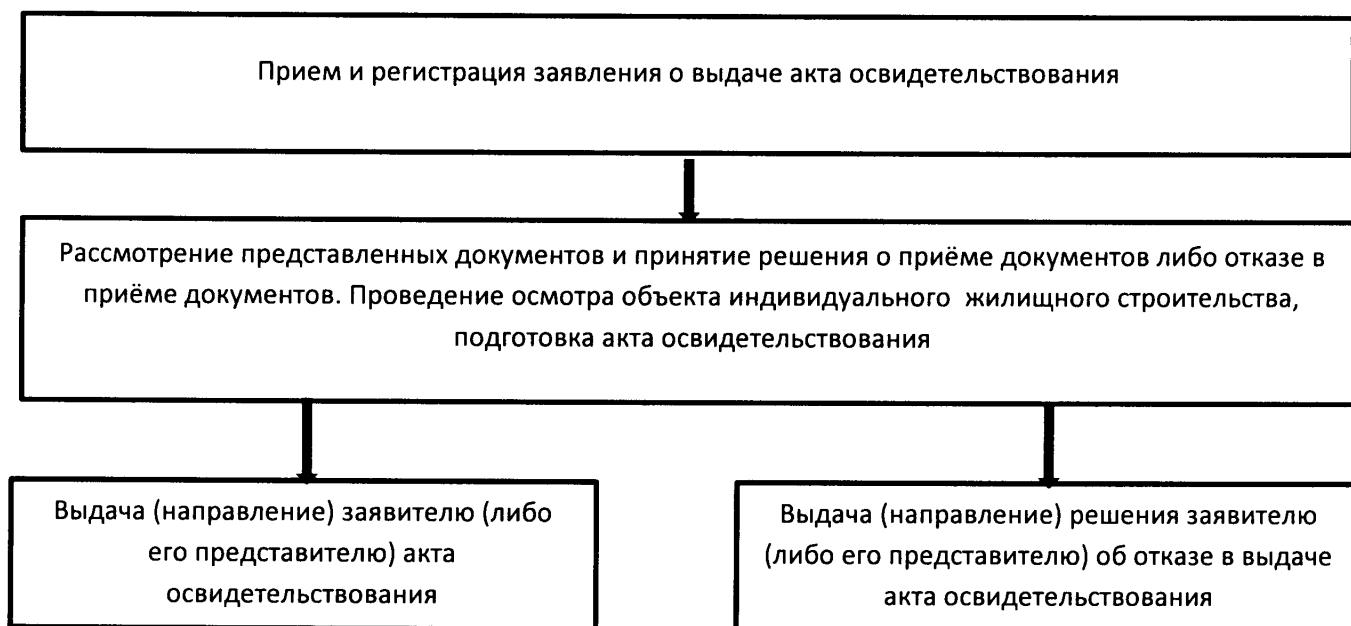 Прием и регистрация заявления о выдаче акта освидетельствования
Рассмотрение представленных документов и принятие решения о приёме документов либо отказе в
приёме документов. Проведение осмотра объекта индивидуального жилищного строительства,
подготовка акта освидетельствования
Выдача (направление) заявителю (либо
его представителю) акта
освидетельствования
Выдача (направление) решения заявителю
(либо его представителю) об отказе в выдаче
акта освидетельствования